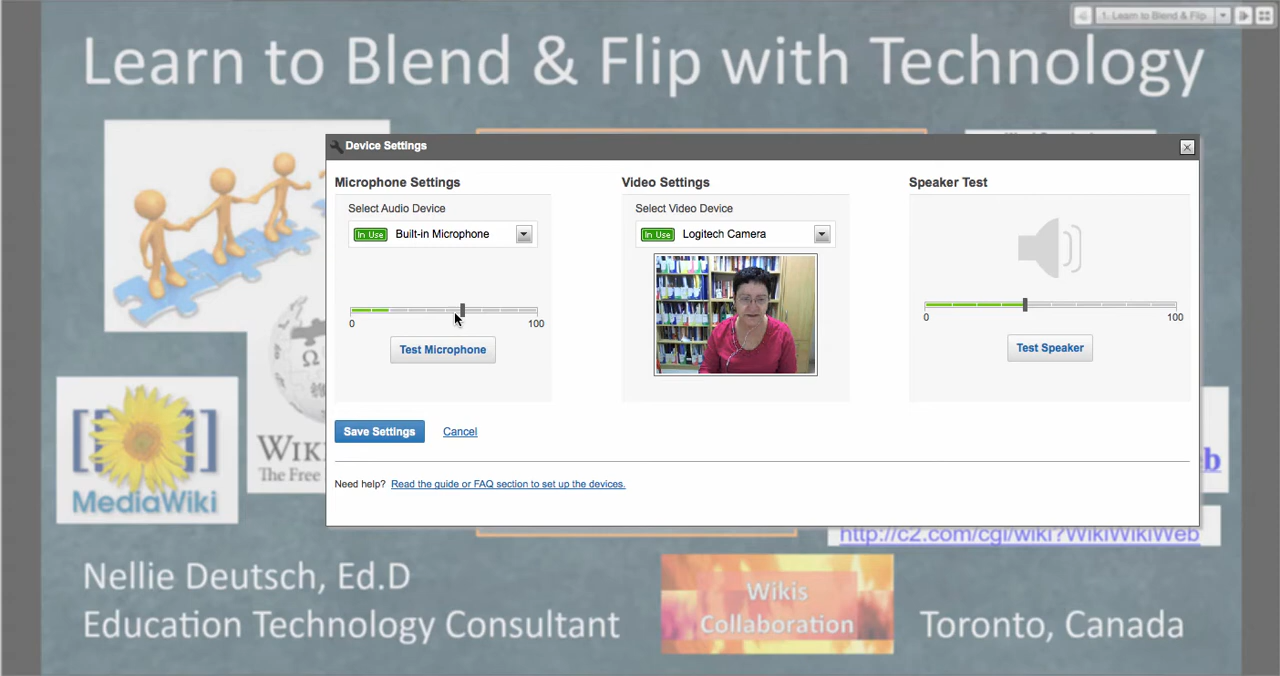 1. Learn to Blend & Flip
Learn to Blend & Flip with Technology
Device Settings
Microphone Settings
Select Audio Device
In Use Built-in Microphone
0 100
Test Microphone
Video Settings
Select Video Device
In Use Logitech Camera
Speaker Test
0 100
Test Speaker
Save Settings Cancel
Need help? Read the guide or FAQ section to set up the devices.
Ω
WIKI
The Free
[[ ]]
MediaWiki
http://c2.com/cgi/wiki?WikiWikiWeb
Nellie Deutsch, Ed.D
Education Technology Consultant
Wikis
Collaboration
Toronto, Canada